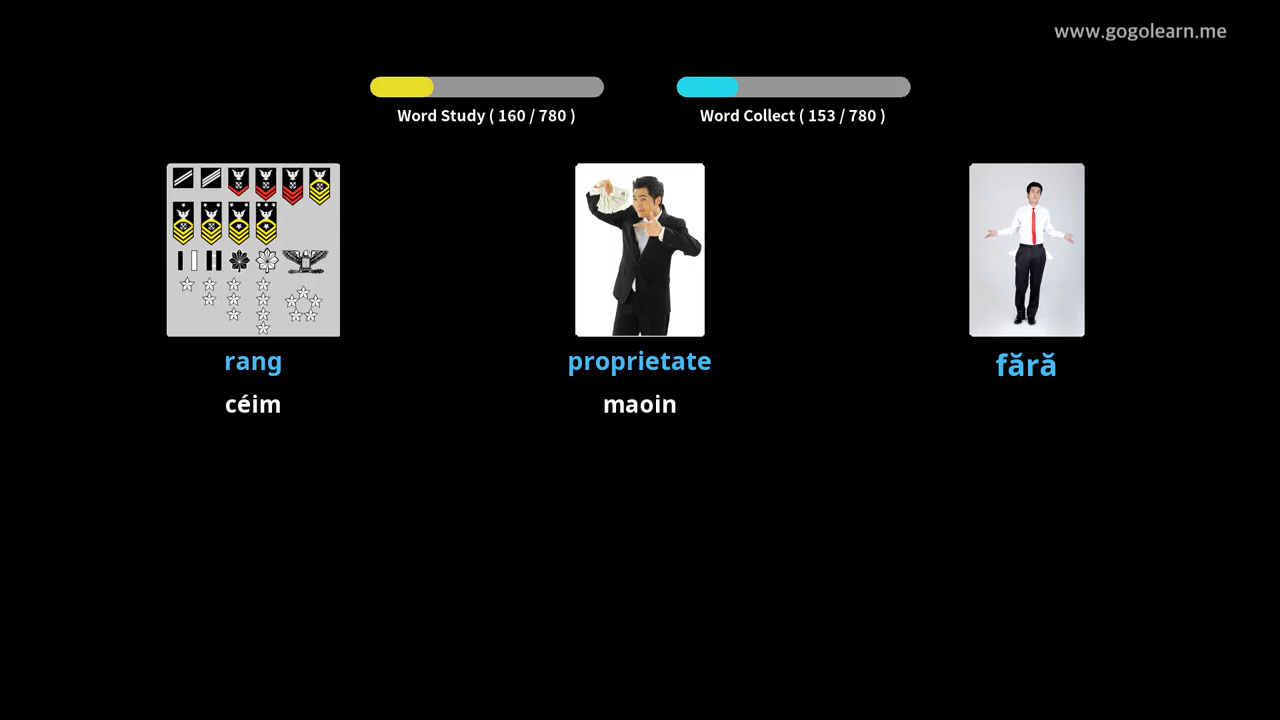 www.gogolearn.me
Word Study ( 160 / 780 )
Word Collect ( 153 / 780 )
rang
proprietate
fără
céim
maoin